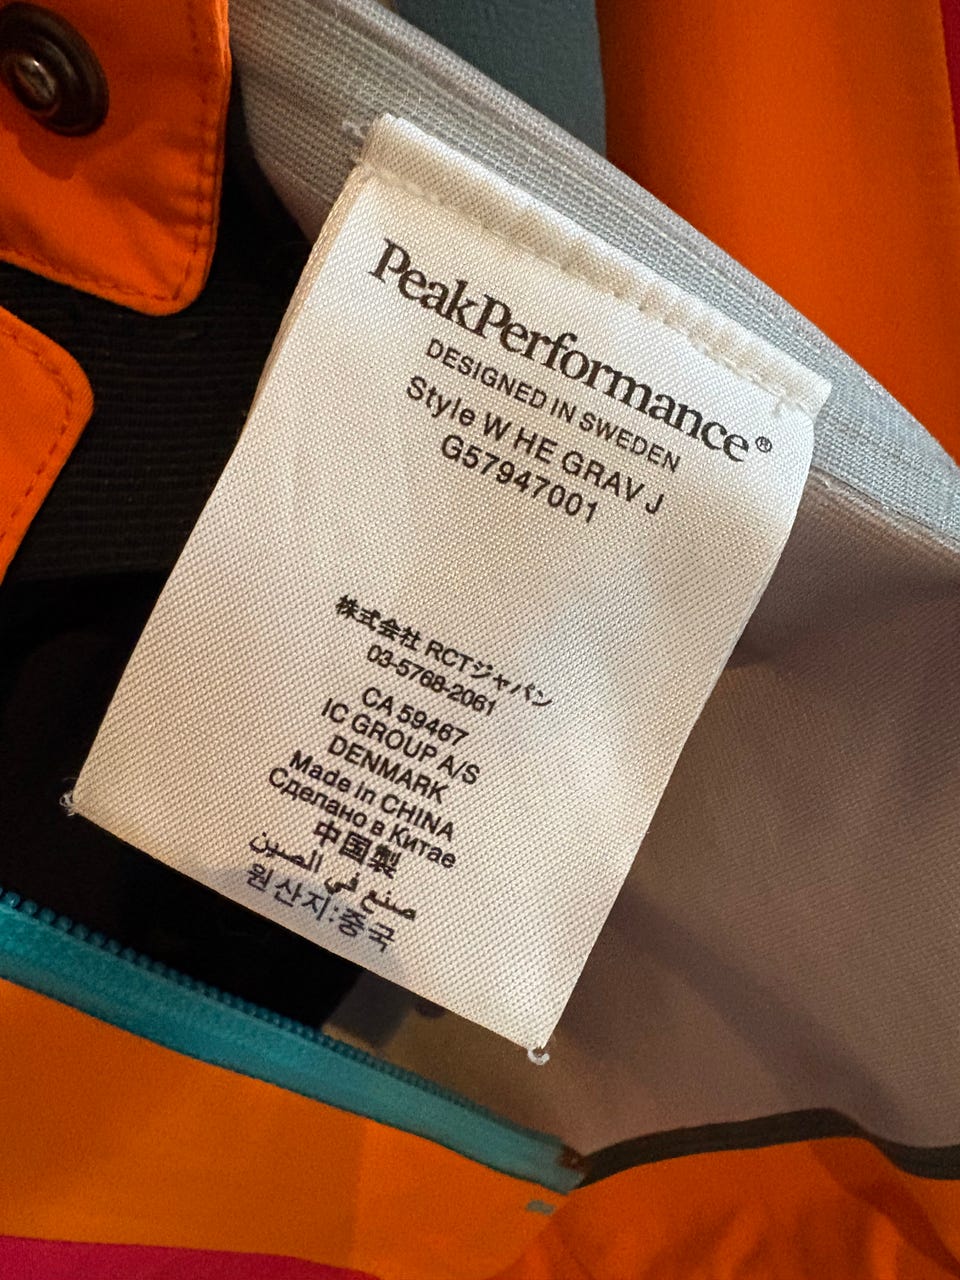 PeakPerformance®
DESIGNED IN SWEDEN
Style W HE GRAV J
G57947001
株式会社 RCTジャパン
03-5768-2061
CA 59467
IC GROUP A/S
DENMARK
Made in CHINA
Сделано в Китае
中国製
صنع في الصين
원산지:중국